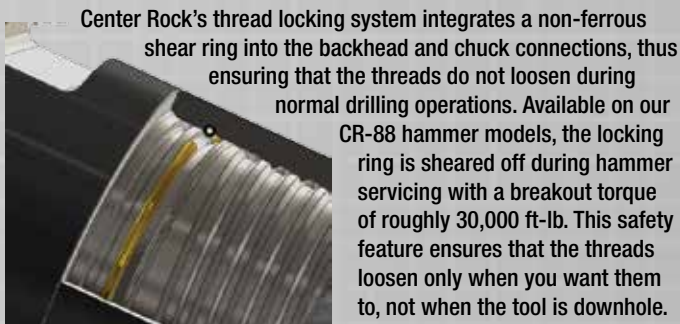 Center Rock’s thread locking system integrates a non-ferrous
shear ring into the backhead and chuck connections, thus
ensuring that the threads do not loosen during
normal drilling operations. Available on our
CR-88 hammer models, the locking
ring is sheared off during hammer
servicing with a breakout torque
of roughly 30,000 ft-lb. This safety
feature ensures that the threads
loosen only when you want them
to, not when the tool is downhole.